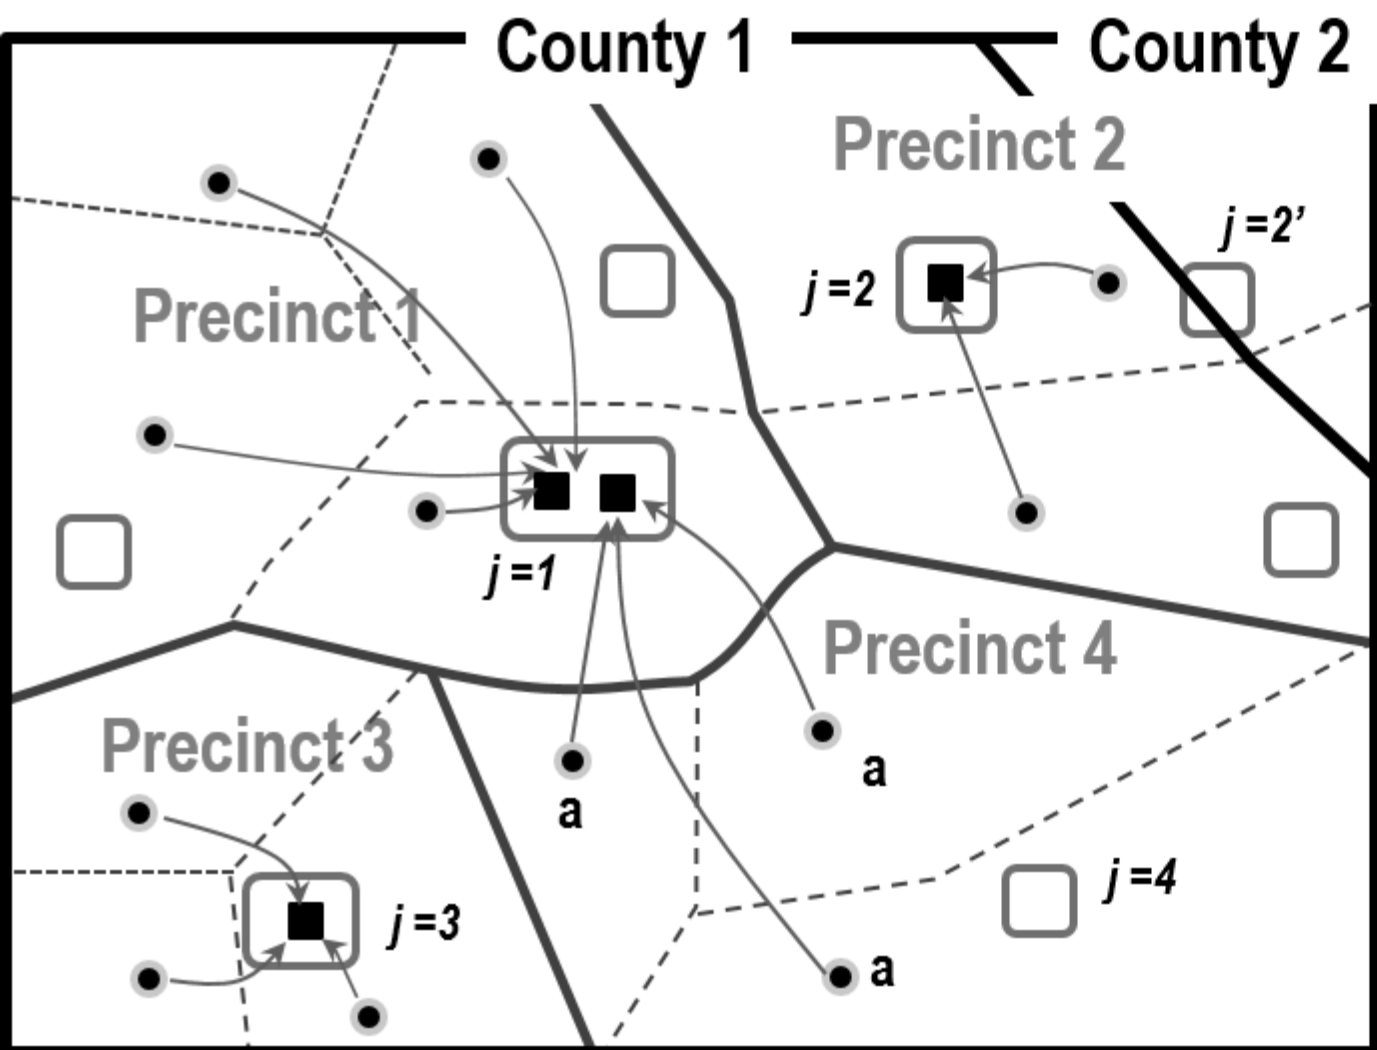 County 1
County 2
Precinct 2
j =2’
j =2
Precinct 1
j =1
Precinct 4
Precinct 3
a
a
j =4
j =3
a